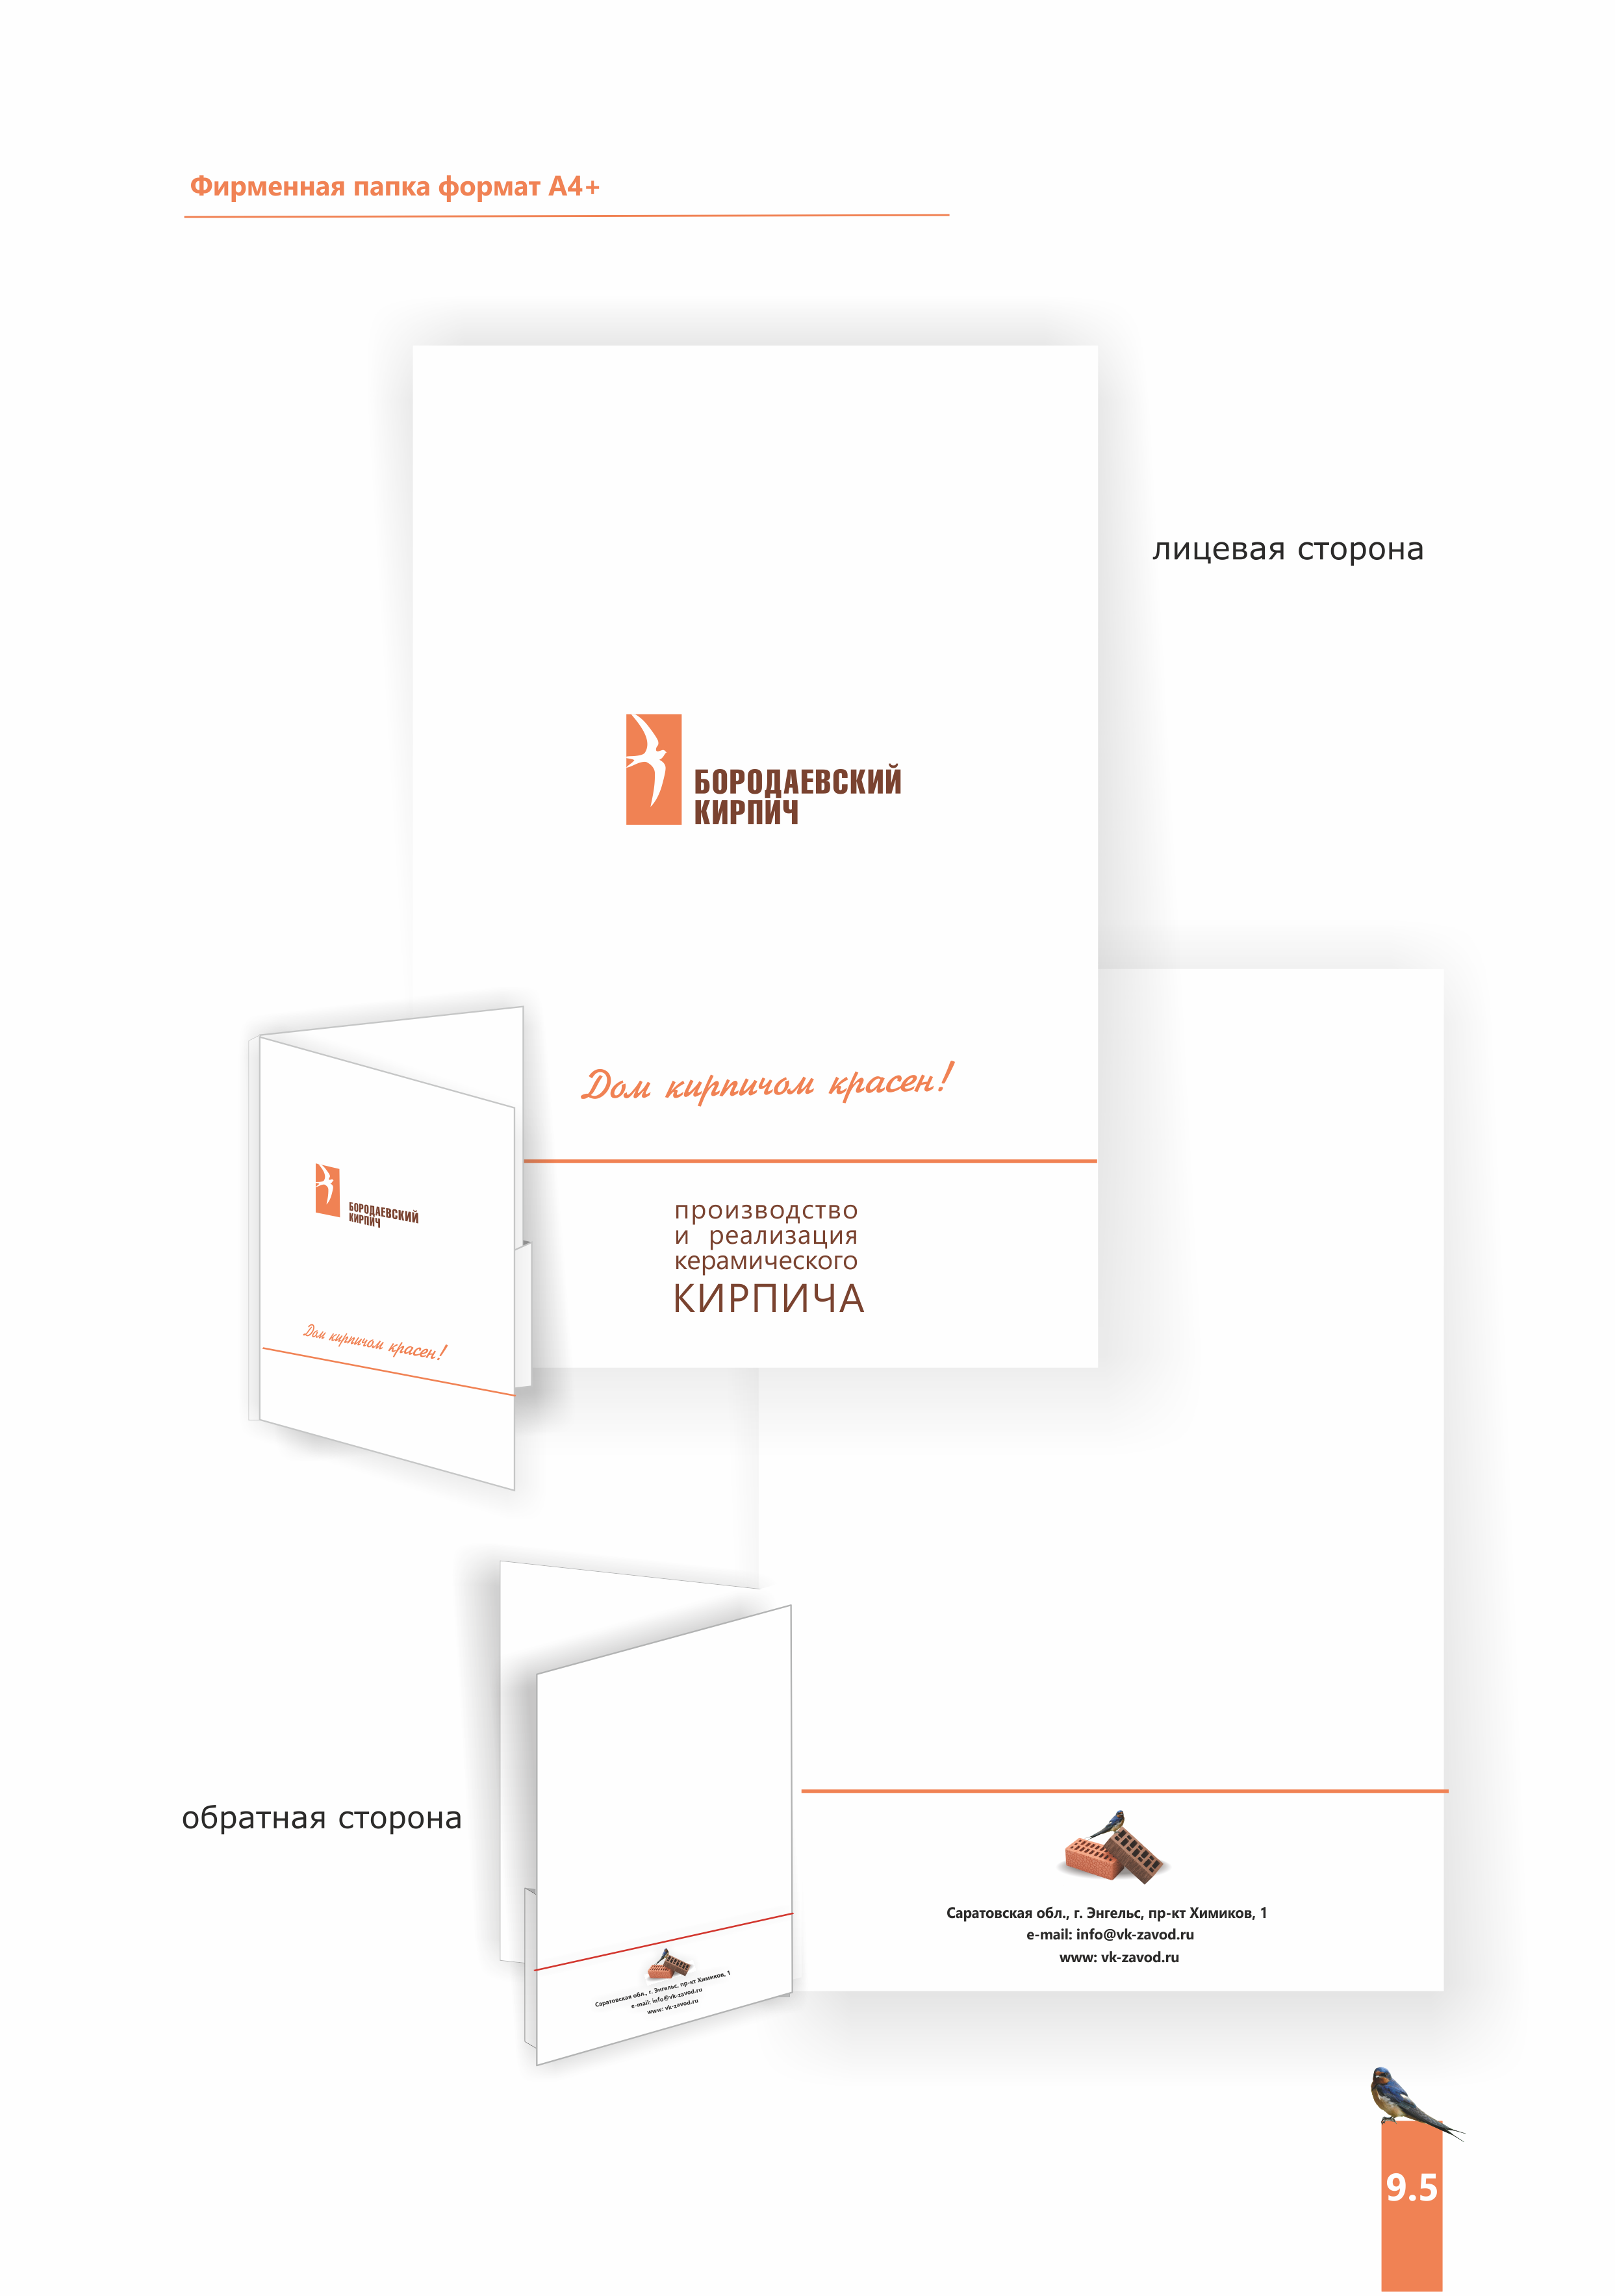 Фирменная папка формат А4+
лицевая сторона
БОРОДАЕВСКИЙ
КИРПИЧ
Дом кирпичом красен!
производство
и реализация
керамического
КИРПИЧА
БОРОДАЕВСКИЙ
КИРПИЧ
Дом кирпичом красен!
обратная сторона
Саратовская обл., г. Энгельс, пр-кт Химиков, 1
e-mail: info@vk-zavod.ru
www: vk-zavod.ru
Саратовская обл., г. Энгельс, пр-кт Химиков, 1
e-mail: info@vk-zavod.ru
www: vk-zavod.ru
9.5